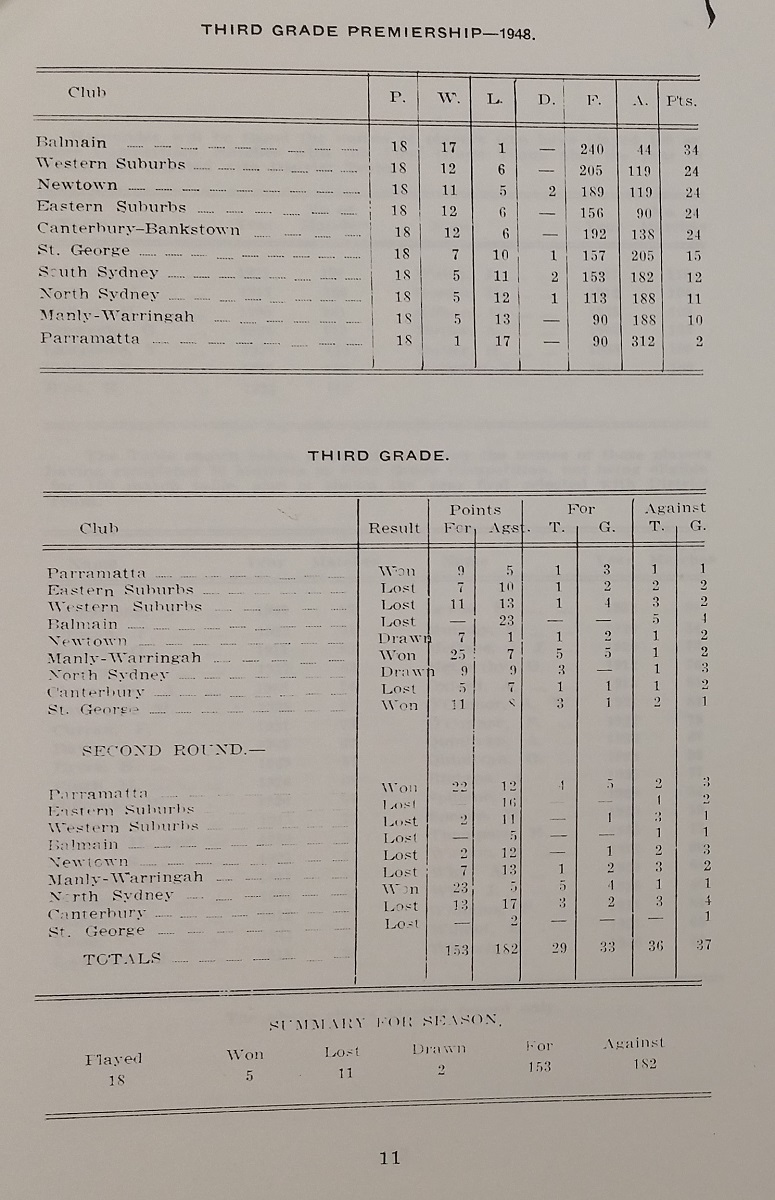 THIRD GRADE PREMIERSHIP—1948.
Club P. W. L. D. F. A. Pts.
Balmain 18 17 1 — 240 44 34
Western Suburbs 18 12 6 — 205 119 24
Newtown 18 11 5 2 189 119 24
Eastern Suburbs 18 12 6 — 156 90 24
Canterbury-Bankstown 18 12 6 — 192 138 24
St. George 18 7 10 1 157 205 15
South Sydney 18 5 11 2 153 182 12
North Sydney 18 5 12 1 113 188 11
Manly-Warringah 18 5 13 — 90 188 10
Parramatta 18 1 17 — 90 312 2
THIRD GRADE.
Points For Against
Club Result For Agst. T. G. T. G.
Parramatta Won 9 5 1 3 1 1
Eastern Suburbs Lost 7 10 1 2 2 2
Western Suburbs Lost 11 13 1 4 3 2
Balmain Lost — 23 — — 5 4
Newtown Drawn 7 1 1 2 1 2
Manly-Warringah Won 25 7 5 5 1 2
North Sydney Drawn 9 9 3 — 1 3
Canterbury Lost 5 7 1 1 1 2
St. George Won 11 8 3 1 2 1
SECOND ROUND.—
Parramatta Won 22 12 4 5 2 3
Eastern Suburbs Lost 16 — — 4 2
Western Suburbs Lost 2 11 — 1 3 1
Balmain Lost — 5 — — 1 1
Newtown Lost 2 12 — 1 2 3
Manly-Warringah Lost 7 13 1 2 3 2
North Sydney Won 23 5 5 4 1 1
Canterbury Lost 13 17 3 2 3 4
St. George Lost — 2 — — — 1
TOTALS 153 182 29 33 36 37
SUMMARY FOR SEASON.
Played Won Lost Drawn For Against
18 5 11 2 153 182
11